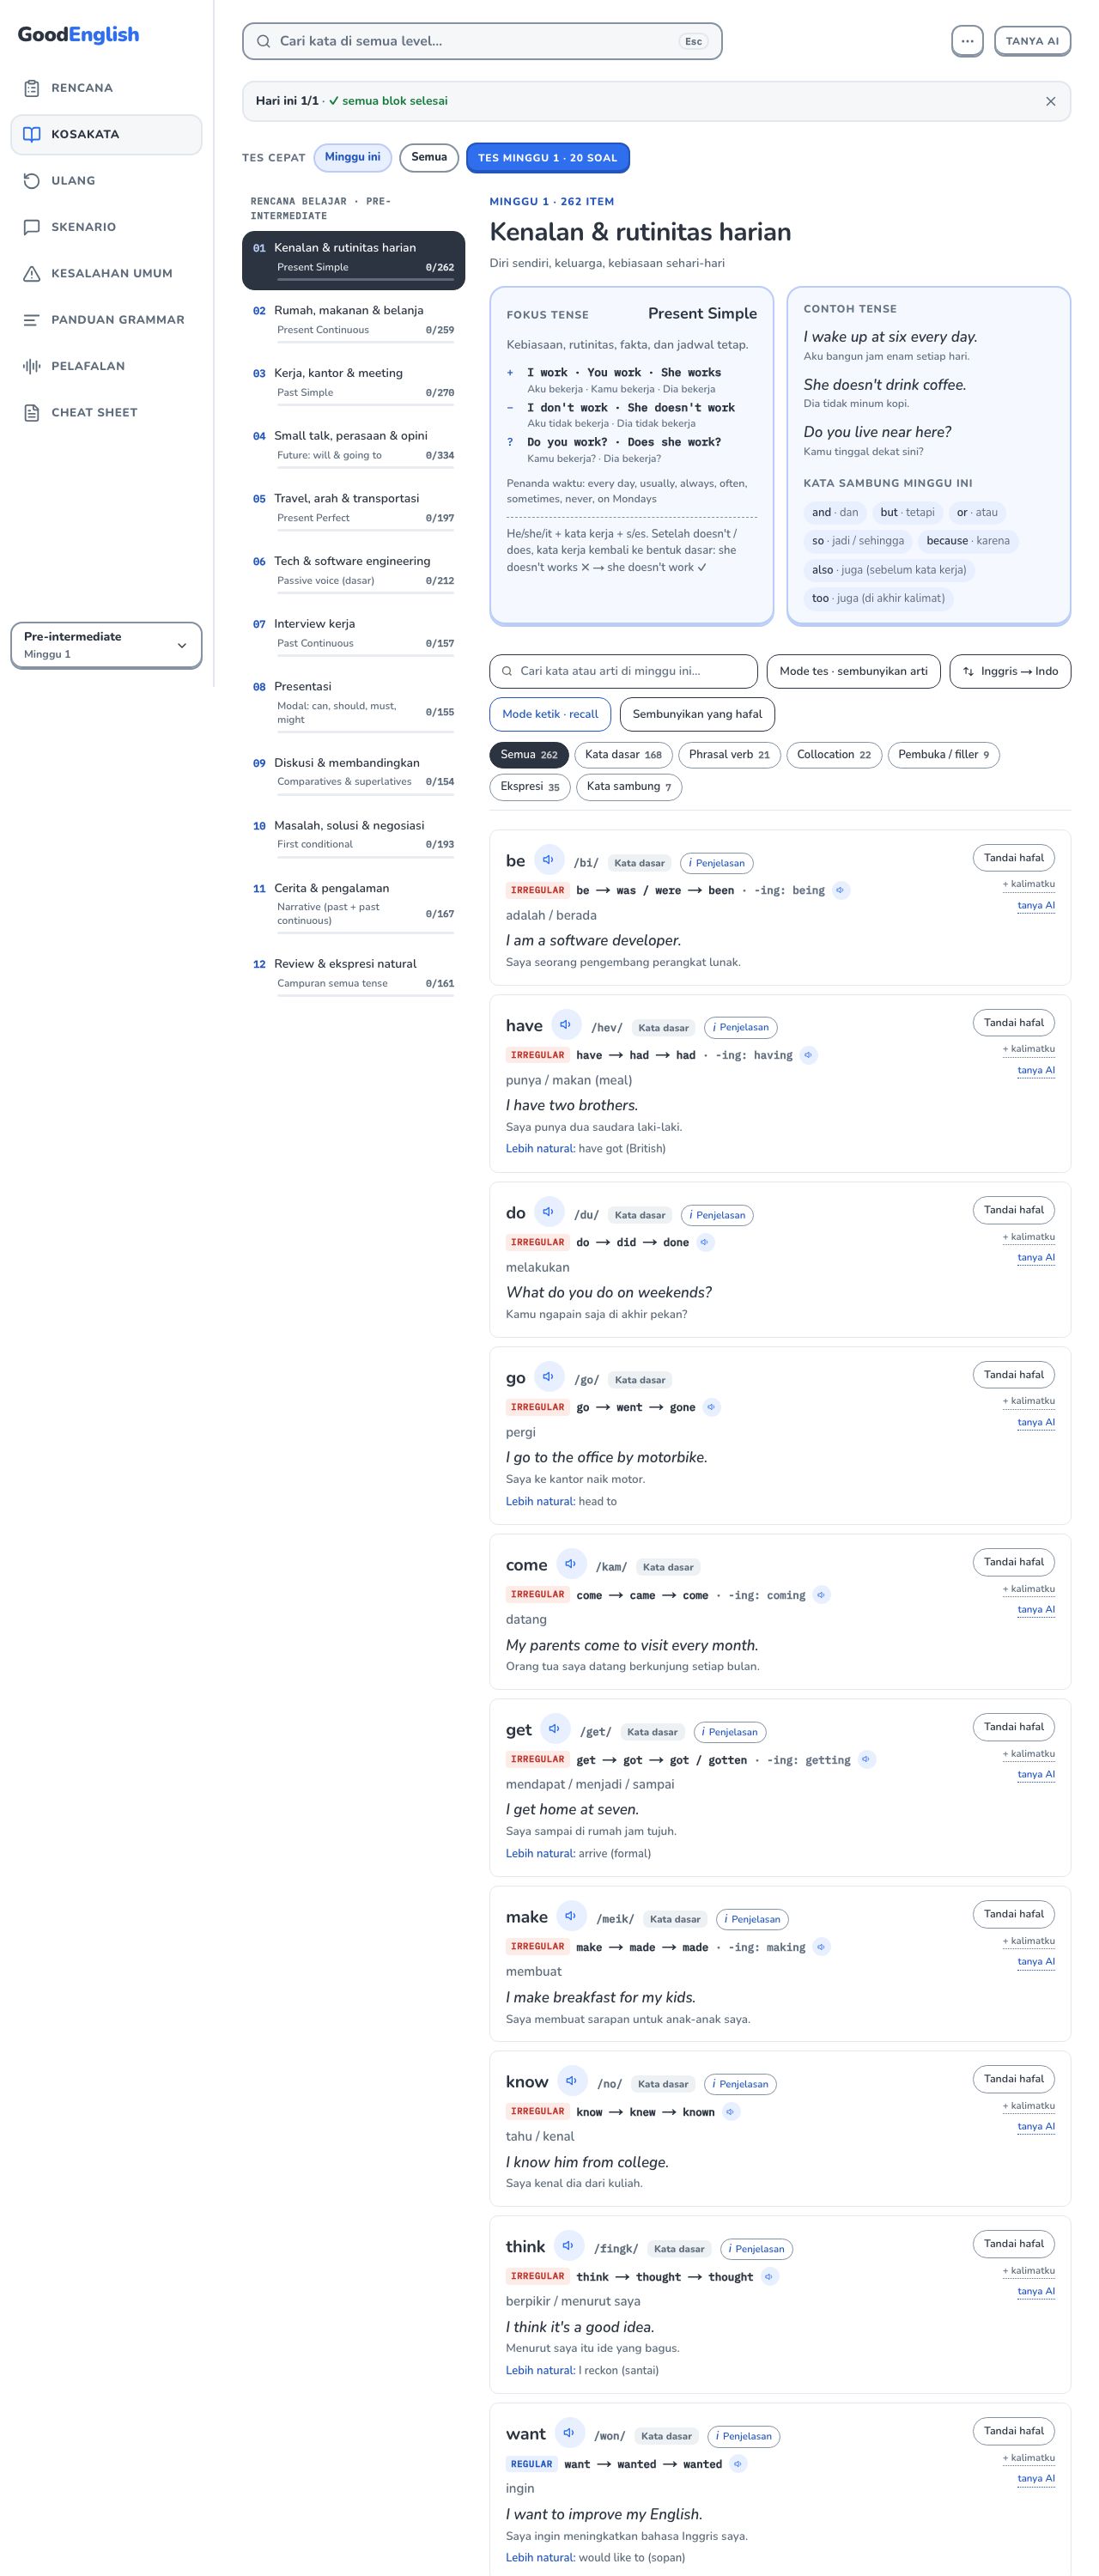 GoodEnglish
RENCANA
KOSAKATA
ULANG
SKENARIO
KESALAHAN UMUM
PANDUAN GRAMMAR
PELAFALAN
CHEAT SHEET
Pre-intermediate
Minggu 1
Cari kata di semua level...
Esc
TANYA AI
Hari ini 1/1 · ✓ semua blok selesai
TES CEPAT
Minggu ini
Semua
TES MINGGU 1 · 20 SOAL
RENCANA BELAJAR · PRE-
INTERMEDIATE
01 Kenalan & rutinitas harian
Present Simple 0/262
02 Rumah, makanan & belanja
Present Continuous 0/259
03 Kerja, kantor & meeting
Past Simple 0/270
04 Small talk, perasaan & opini
Future: will & going to 0/334
05 Travel, arah & transportasi
Present Perfect 0/197
06 Tech & software engineering
Passive voice (dasar) 0/212
07 Interview kerja
Past Continuous 0/157
08 Presentasi
Modal: can, should, must,
might 0/155
09 Diskusi & membandingkan
Comparatives & superlatives 0/154
10 Masalah, solusi & negosiasi
First conditional 0/193
11 Cerita & pengalaman
Narrative (past + past
continuous) 0/167
12 Review & ekspresi natural
Campuran semua tense 0/161
MINGGU 1 · 262 ITEM
Kenalan & rutinitas harian
Diri sendiri, keluarga, kebiasaan sehari-hari
FOKUS TENSE Present Simple
Kebiasaan, rutinitas, fakta, dan jadwal tetap.
+ I work · You work · She works
Aku bekerja · Kamu bekerja · Dia bekerja
− I don't work · She doesn't work
Aku tidak bekerja · Dia tidak bekerja
? Do you work? · Does she work?
Kamu bekerja? · Dia bekerja?
Penanda waktu: every day, usually, always, often,
sometimes, never, on Mondays
He/she/it + kata kerja + s/es. Setelah doesn't /
does, kata kerja kembali ke bentuk dasar: she
doesn't works ✕ → she doesn't work ✓
CONTOH TENSE
I wake up at six every day.
Aku bangun jam enam setiap hari.
She doesn't drink coffee.
Dia tidak minum kopi.
Do you live near here?
Kamu tinggal dekat sini?
KATA SAMBUNG MINGGU INI
and · dan
but · tetapi
or · atau
so · jadi / sehingga
because · karena
also · juga (sebelum kata kerja)
too · juga (di akhir kalimat)
Cari kata atau arti di minggu ini...
Mode tes · sembunyikan arti
Inggris → Indo
Mode ketik · recall
Sembunyikan yang hafal
Semua 262
Kata dasar 168
Phrasal verb 21
Collocation 22
Pembuka / filler 9
Ekspresi 35
Kata sambung 7
be /bi/ Kata dasar i Penjelasan
Tandai hafal
IRREGULAR be → was / were → been · -ing: being
+ kalimatku
adalah / berada
tanya AI
I am a software developer.
Saya seorang pengembang perangkat lunak.
have /hev/ Kata dasar i Penjelasan
Tandai hafal
IRREGULAR have → had → had · -ing: having
+ kalimatku
punya / makan (meal)
tanya AI
I have two brothers.
Saya punya dua saudara laki-laki.
Lebih natural: have got (British)
do /du/ Kata dasar i Penjelasan
Tandai hafal
IRREGULAR do → did → done
+ kalimatku
melakukan
tanya AI
What do you do on weekends?
Kamu ngapain saja di akhir pekan?
go /go/ Kata dasar
Tandai hafal
IRREGULAR go → went → gone
+ kalimatku
pergi
tanya AI
I go to the office by motorbike.
Saya ke kantor naik motor.
Lebih natural: head to
come /kam/ Kata dasar
Tandai hafal
IRREGULAR come → came → come · -ing: coming
+ kalimatku
datang
tanya AI
My parents come to visit every month.
Orang tua saya datang berkunjung setiap bulan.
get /get/ Kata dasar i Penjelasan
Tandai hafal
IRREGULAR get → got → got / gotten · -ing: getting
+ kalimatku
mendapat / menjadi / sampai
tanya AI
I get home at seven.
Saya sampai di rumah jam tujuh.
Lebih natural: arrive (formal)
make /meik/ Kata dasar i Penjelasan
Tandai hafal
IRREGULAR make → made → made · -ing: making
+ kalimatku
membuat
tanya AI
I make breakfast for my kids.
Saya membuat sarapan untuk anak-anak saya.
know /no/ Kata dasar i Penjelasan
Tandai hafal
IRREGULAR know → knew → known
+ kalimatku
tahu / kenal
tanya AI
I know him from college.
Saya kenal dia dari kuliah.
think /fingk/ Kata dasar i Penjelasan
Tandai hafal
IRREGULAR think → thought → thought
+ kalimatku
berpikir / menurut saya
tanya AI
I think it's a good idea.
Menurut saya itu ide yang bagus.
Lebih natural: I reckon (santai)
want /won/ Kata dasar i Penjelasan
Tandai hafal
REGULAR want → wanted → wanted
+ kalimatku
ingin
tanya AI
I want to improve my English.
Saya ingin meningkatkan bahasa Inggris saya.
Lebih natural: would like to (sopan)